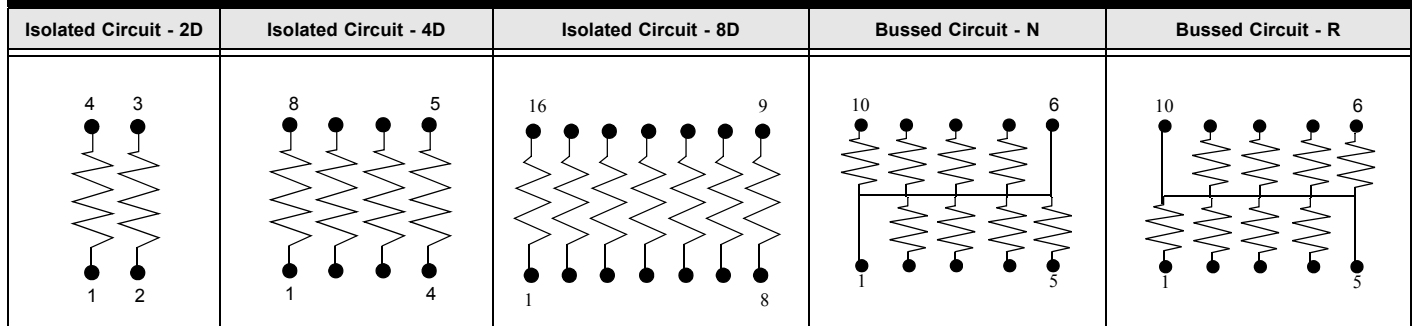 Isolated Circuit - 2D
Isolated Circuit - 4D
Isolated Circuit - 8D
Bussed Circuit - N
Bussed Circuit - R
4 3
1 2
8 5
1 4
16 9
1 8
10 6
1 5
10 6
1 5